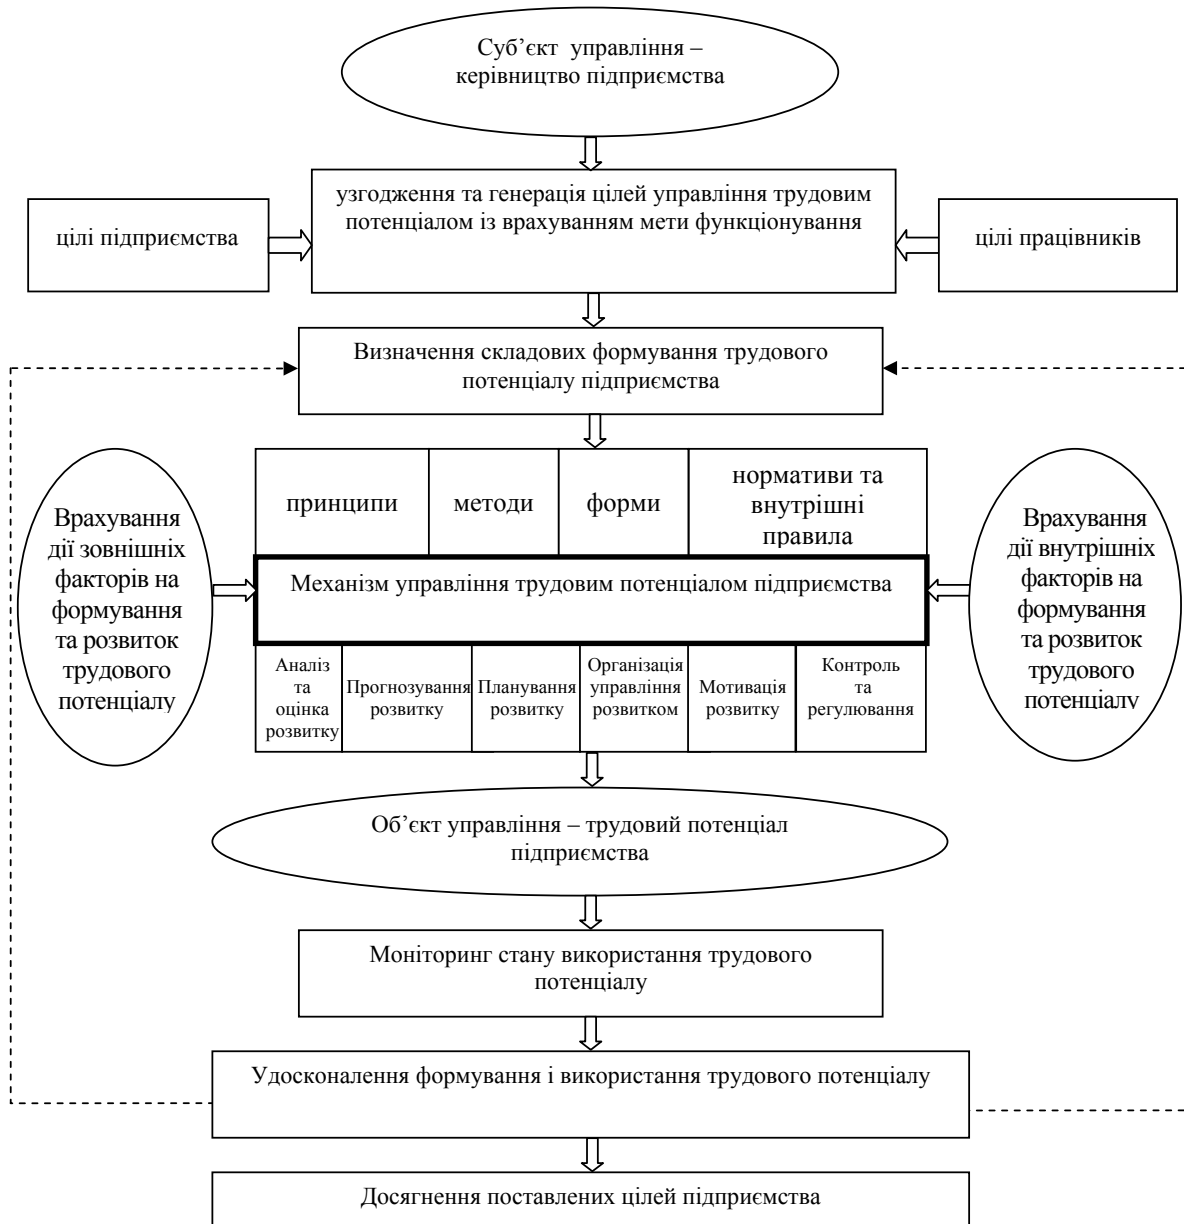 Суб’єкт управління –
керівництво підприємства
узгодження та генерація цілей управління трудовим
потенціалом із врахуванням мети функціонування
цілі підприємства
цілі працівників
Визначення складових формування трудового
потенціалу підприємства
принципи
методи
форми
нормативи та
внутрішні
правила
Врахування
дії зовнішніх
факторів на
формування
та розвиток
трудового
потенціалу
Механізм управління трудовим потенціалом підприємства
Врахування
дії внутрішніх
факторів на
формування
та розвиток
трудового
потенціалу
Аналіз
та
оцінка
розвитку
Прогнозування
розвитку
Планування
розвитку
Організація
управління
розвитком
Мотивація
розвитку
Контроль
та
регулювання
Об’єкт управління – трудовий потенціал
підприємства
Моніторинг стану використання трудового
потенціалу
Удосконалення формування і використання трудового потенціалу
Досягнення поставлених цілей підприємства